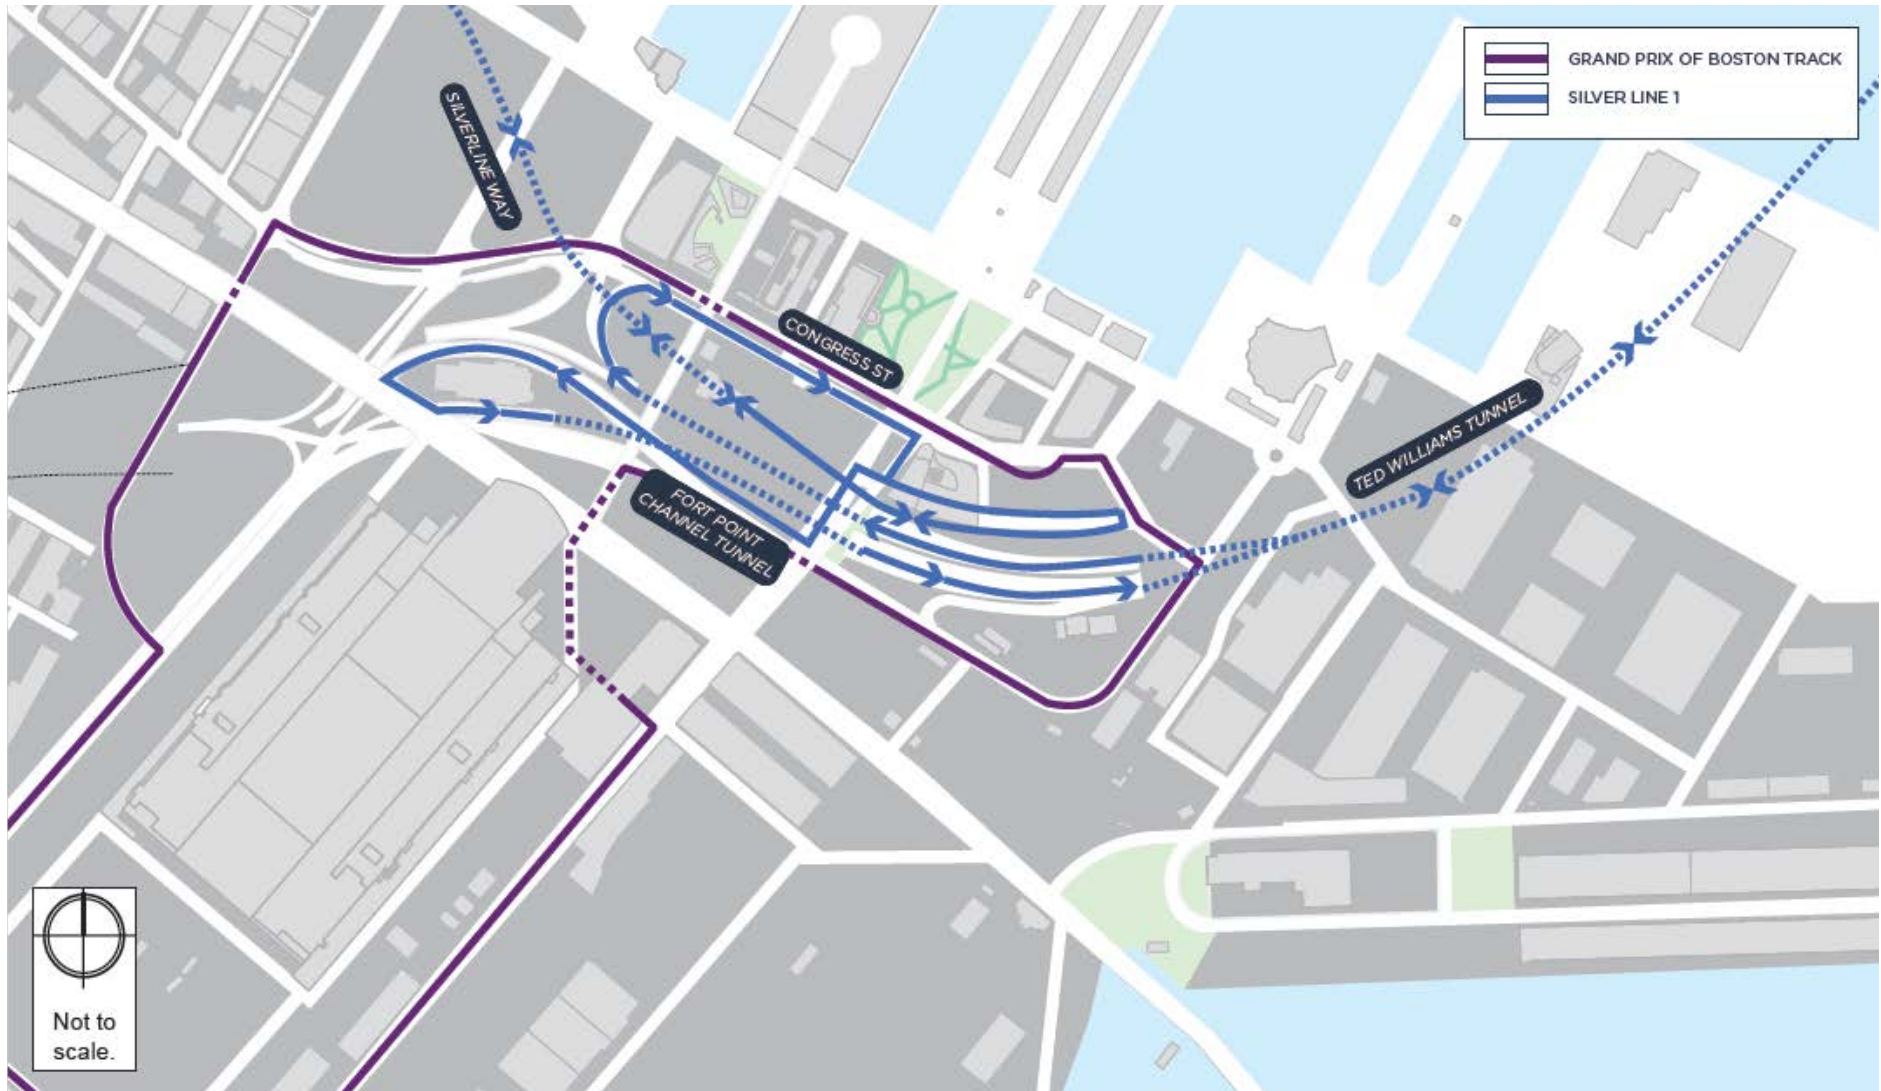 GRAND PRIX OF BOSTON TRACK
SILVER LINE 1
SILVERLINE WAY
CONGRESS ST
TED WILLIAMS TUNNEL
FORT POINT
CHANNEL TUNNEL
Not to
scale.